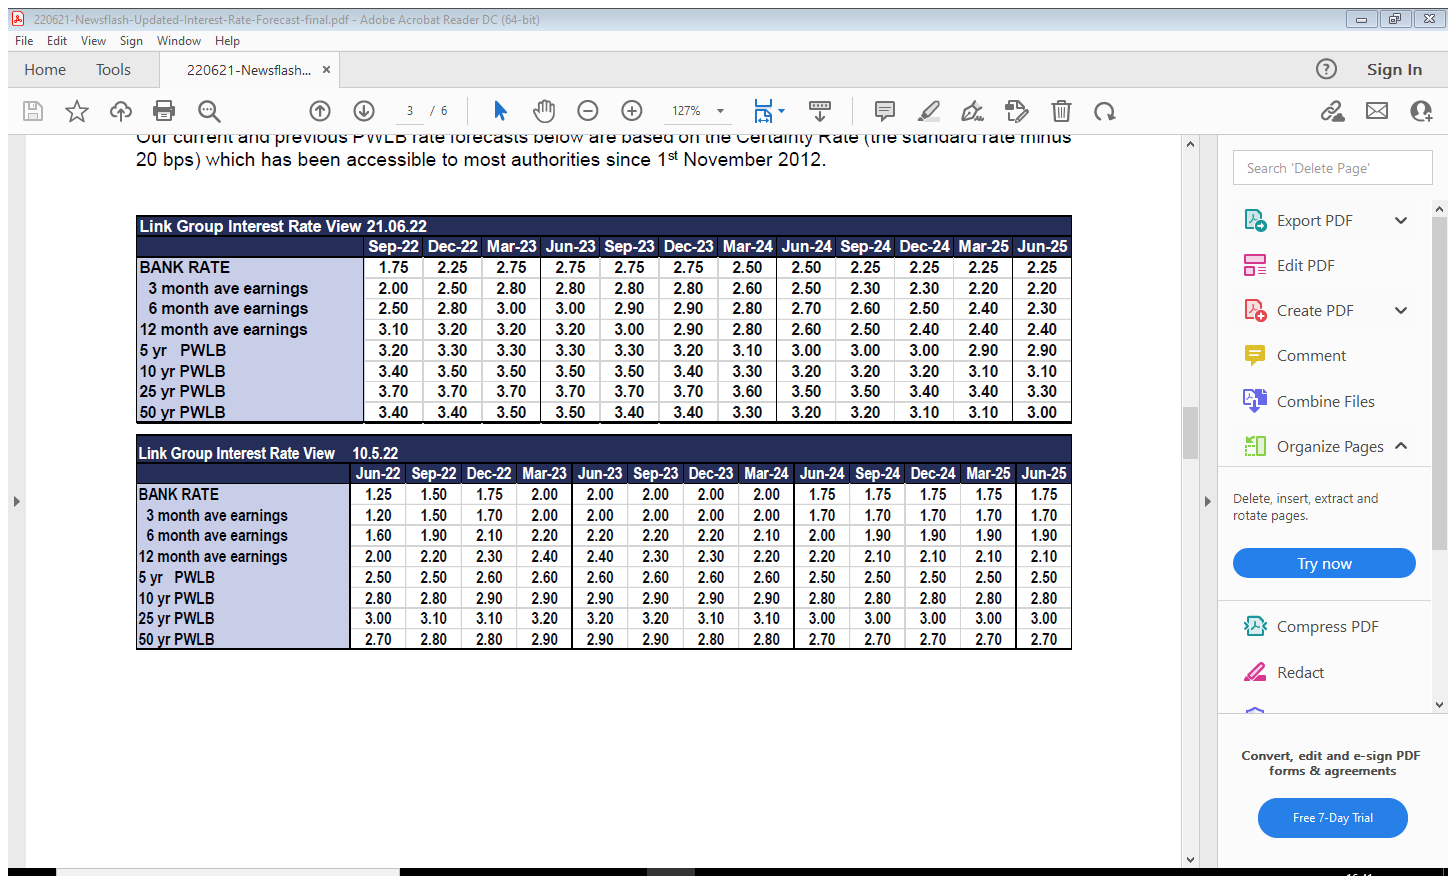 220621-Newsflash-Updated-Interest-Rate-Forecast-final.pdf - Adobe Acrobat Reader DC (64-bit)
File Edit View Sign Window Help
Home Tools 220621-Newsflash... × Sign In
3 / 6 127%
Our current and previous PWLB rate forecasts below are based on the Certainty Rate (the standard rate minus
20 bps) which has been accessible to most authorities since 1st November 2012.
Link Group Interest Rate View 21.06.22
Sep-22 Dec-22 Mar-23 Jun-23 Sep-23 Dec-23 Mar-24 Jun-24 Sep-24 Dec-24 Mar-25 Jun-25
BANK RATE 1.75 2.25 2.75 2.75 2.75 2.75 2.50 2.50 2.25 2.25 2.25 2.25
3 month ave earnings 2.00 2.50 2.80 2.80 2.80 2.80 2.60 2.50 2.30 2.30 2.20 2.20
6 month ave earnings 2.50 2.80 3.00 3.00 2.90 2.90 2.80 2.70 2.60 2.50 2.40 2.30
12 month ave earnings 3.10 3.20 3.20 3.20 3.00 2.90 2.80 2.60 2.50 2.40 2.40 2.40
5 yr PWLB 3.20 3.30 3.30 3.30 3.30 3.20 3.10 3.00 3.00 3.00 2.90 2.90
10 yr PWLB 3.40 3.50 3.50 3.50 3.50 3.40 3.30 3.20 3.20 3.20 3.10 3.10
25 yr PWLB 3.70 3.70 3.70 3.70 3.70 3.70 3.60 3.50 3.50 3.40 3.40 3.30
50 yr PWLB 3.40 3.40 3.50 3.50 3.40 3.40 3.30 3.20 3.20 3.10 3.10 3.00
Link Group Interest Rate View 10.5.22
Jun-22 Sep-22 Dec-22 Mar-23 Jun-23 Sep-23 Dec-23 Mar-24 Jun-24 Sep-24 Dec-24 Mar-25 Jun-25
BANK RATE 1.25 1.50 1.75 2.00 2.00 2.00 2.00 2.00 1.75 1.75 1.75 1.75 1.75
3 month ave earnings 1.20 1.50 1.70 2.00 2.00 2.00 2.00 2.00 1.70 1.70 1.70 1.70 1.70
6 month ave earnings 1.60 1.90 2.10 2.20 2.20 2.20 2.20 2.10 2.00 1.90 1.90 1.90 1.90
12 month ave earnings 2.00 2.20 2.30 2.40 2.40 2.30 2.30 2.20 2.20 2.10 2.10 2.10 2.10
5 yr PWLB 2.50 2.50 2.60 2.60 2.60 2.60 2.60 2.60 2.50 2.50 2.50 2.50 2.50
10 yr PWLB 2.80 2.80 2.90 2.90 2.90 2.90 2.90 2.90 2.80 2.80 2.80 2.80 2.80
25 yr PWLB 3.00 3.10 3.10 3.20 3.20 3.20 3.10 3.10 3.00 3.00 3.00 3.00 3.00
50 yr PWLB 2.70 2.80 2.80 2.90 2.90 2.90 2.80 2.80 2.70 2.70 2.70 2.70 2.70
Search 'Delete Page'
Export PDF
Edit PDF
Create PDF
Comment
Combine Files
Organize Pages
Delete, insert, extract and
rotate pages.
Try now
Compress PDF
Redact
Convert, edit and e-sign PDF
forms & agreements
Free 7-Day Trial